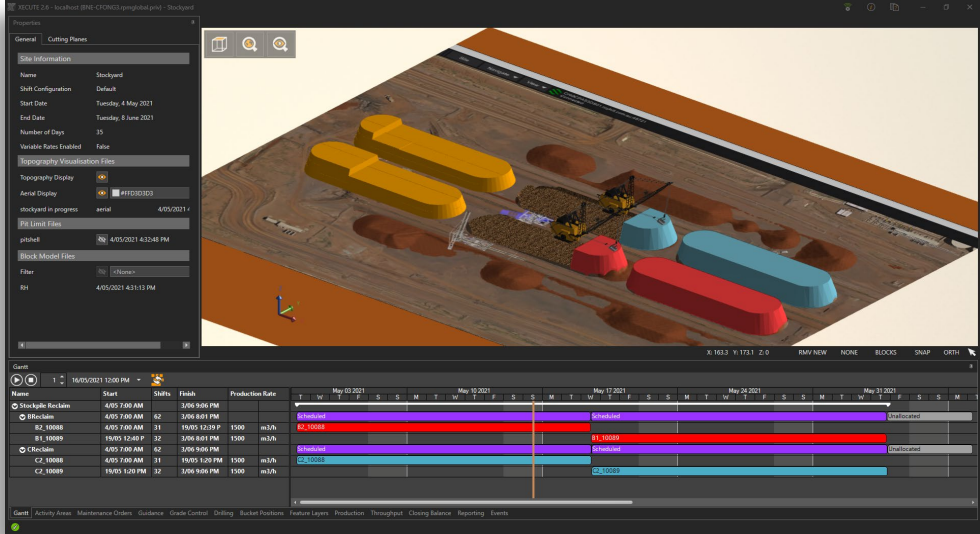 XECUTE 2.6 - localhost (BNE-CFONG3.rpmglobal.priv) - Stockyard
Properties
General Cutting Planes
Site Information
Name Stockyard
Shift Configuration Default
Start Date Tuesday, 4 May 2021
End Date Tuesday, 8 June 2021
Number of Days 35
Variable Rates Enabled False
Topography Visualisation Files
Topography Display
Aerial Display #FFD3D3D3
stockyard in progress aerial 4/05/2021 4
Pit Limit Files
pitshell 4/05/2021 4:32:48 PM
Block Model Files
Filter <None>
RH 4/05/2021 4:31:13 PM
X: 163.3 Y: 173.1 Z: 0 RMV NEW NONE BLOCKS SNAP ORTH
Gantt
1 16/05/2021 12:00 PM
Name Start Shifts Finish Production Rate
May 03 2021 May 10 2021 May 17 2021 May 24 2021 May 31 2021
T W T F S S M T W T F S S M T W T F S S M T W T F S S M T W T F S S M
Stockpile Reclaim 4/05 7:00 AM 3/06 9:06 PM
BReclaim 4/05 7:00 AM 62 3/06 8:01 PM Scheduled Scheduled Unallocated
B2_10088 4/05 7:00 AM 31 19/05 12:39 P 1500 m3/h B2_10088
B1_10089 19/05 12:40 P 32 3/06 8:01 PM 1500 m3/h B1_10089
CReclaim 4/05 7:00 AM 62 3/06 9:06 PM Scheduled Scheduled Unallocated
C2_10088 4/05 7:00 AM 31 19/05 1:20 PM 1500 m3/h C2_10088
C2_10089 19/05 1:20 PM 32 3/06 9:06 PM 1500 m3/h C2_10089
Gantt Activity Areas Maintenance Orders Guidance Grade Control Drilling Bucket Positions Feature Layers Production Throughput Closing Balance Reporting Events